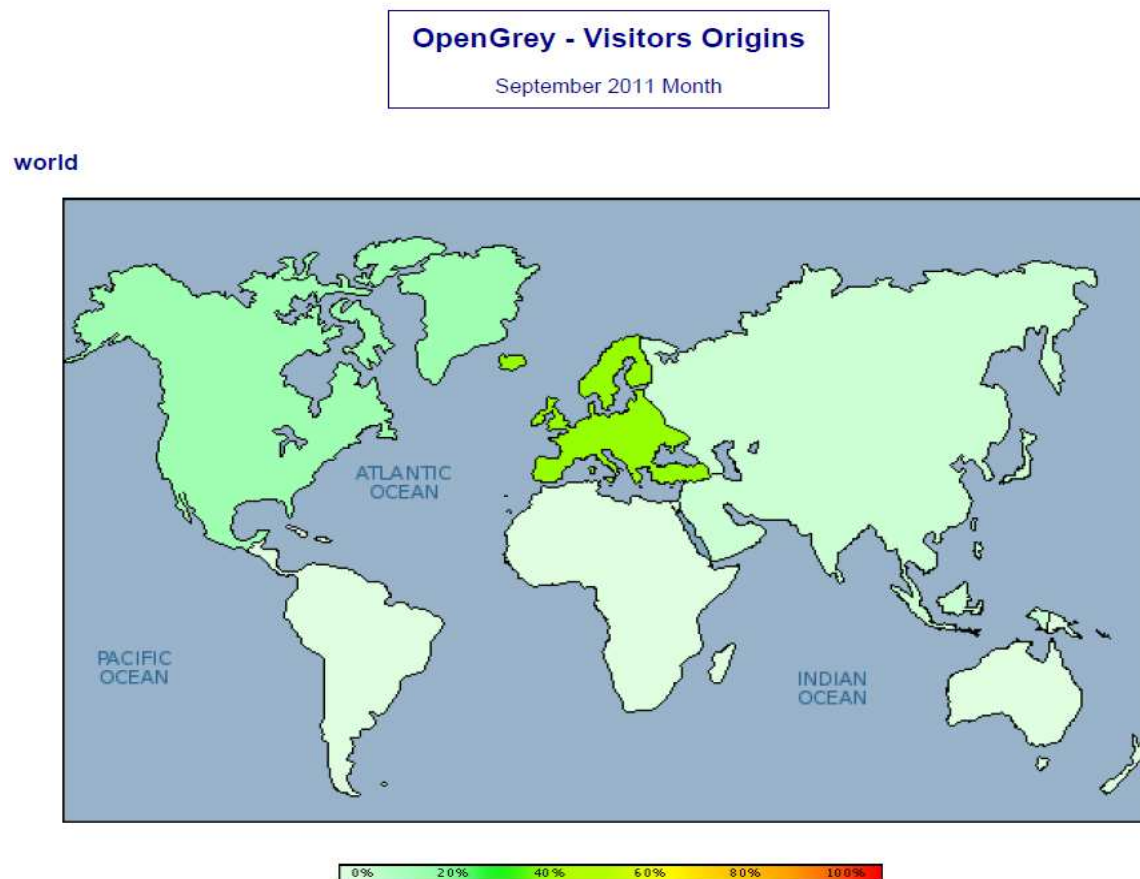 OpenGrey - Visitors Origins
September 2011 Month
world
ATLANTIC
OCEAN
PACIFIC
OCEAN
INDIAN
OCEAN
0% 20% 40% 60% 80% 100%